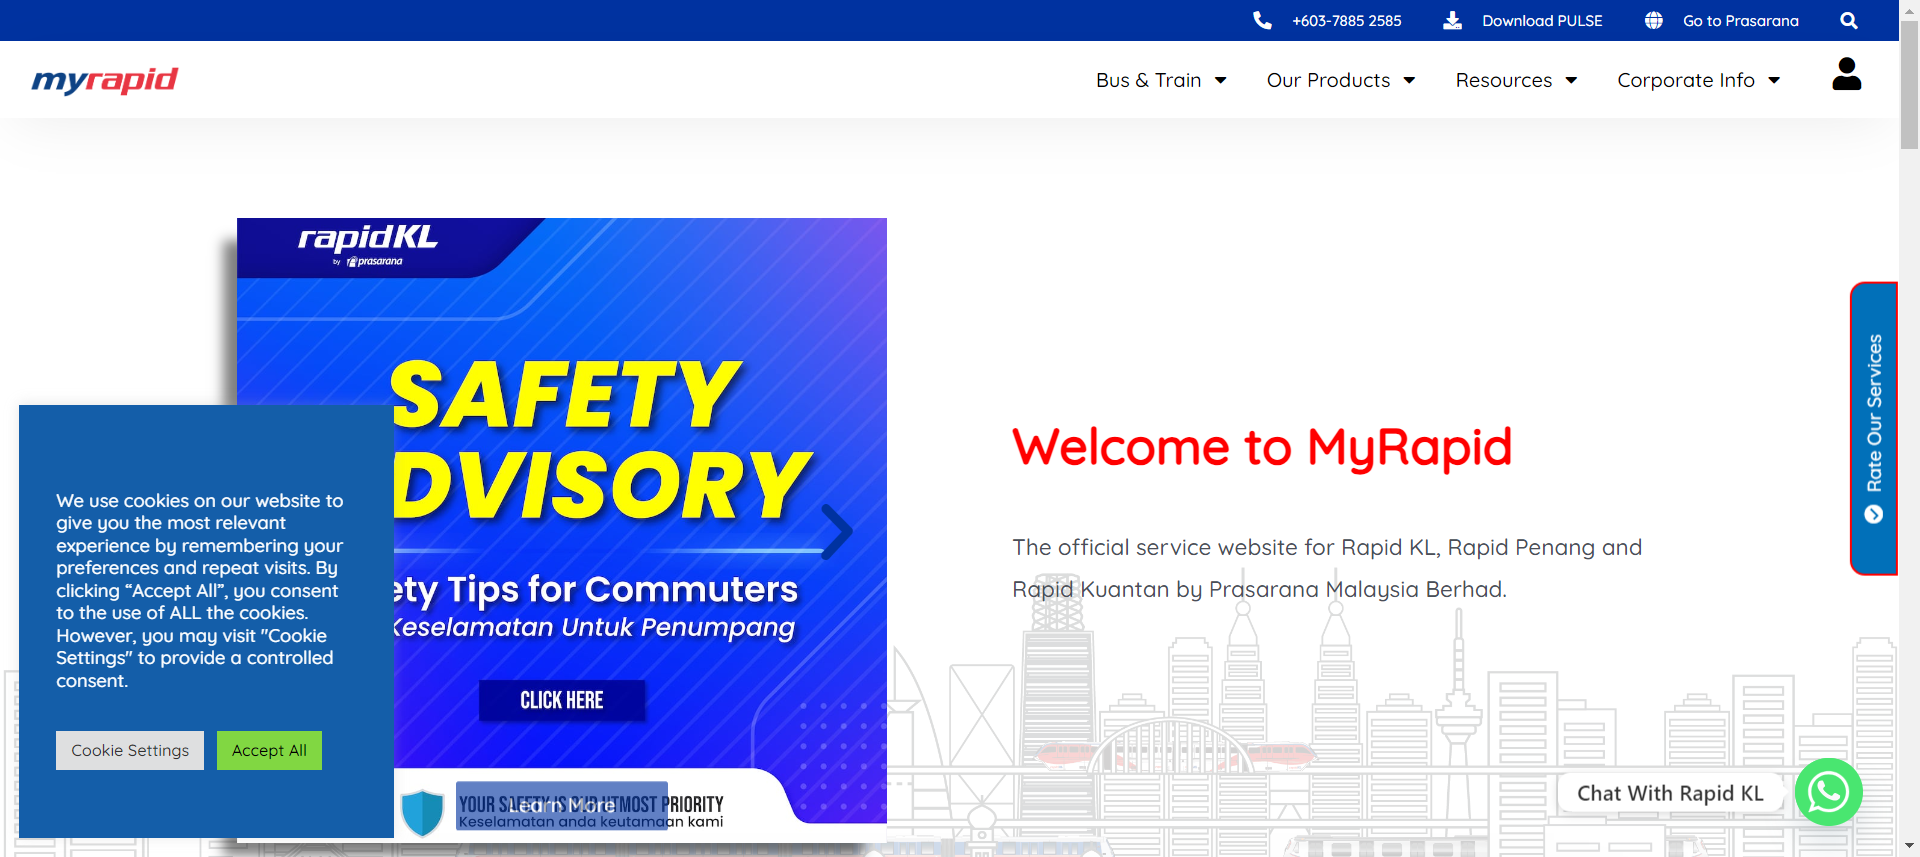 +603-7885 2585
Download PULSE
Go to Prasarana
myrapid
Bus & Train
Our Products
Resources
Corporate Info
rapidKL
by prasarana
SAFETY
DVISORY
ety Tips for Commuters
Keselamatan Untuk Penumpang
CLICK HERE
YOUR SAFETY IS OUR UTMOST PRIORITY
Learn More
Keselamatan anda keutamaan kami
We use cookies on our website to
give you the most relevant
experience by remembering your
preferences and repeat visits. By
clicking “Accept All”, you consent
to the use of ALL the cookies.
However, you may visit "Cookie
Settings" to provide a controlled
consent.
Cookie Settings
Accept All
Welcome to MyRapid
The official service website for Rapid KL, Rapid Penang and
Rapid Kuantan by Prasarana Malaysia Berhad.
Rate Our Services
Chat With Rapid KL